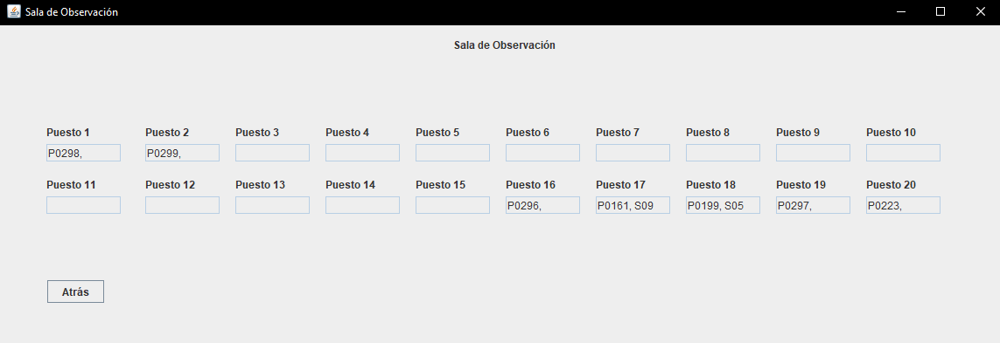 Sala de Observación
Sala de Observación
Puesto 1 Puesto 2 Puesto 3 Puesto 4 Puesto 5 Puesto 6 Puesto 7 Puesto 8 Puesto 9 Puesto 10
P0298, P0299,
Puesto 11 Puesto 12 Puesto 13 Puesto 14 Puesto 15 Puesto 16 Puesto 17 Puesto 18 Puesto 19 Puesto 20
P0296, P0161, S09 P0199, S05 P0297, P0223,
Atrás